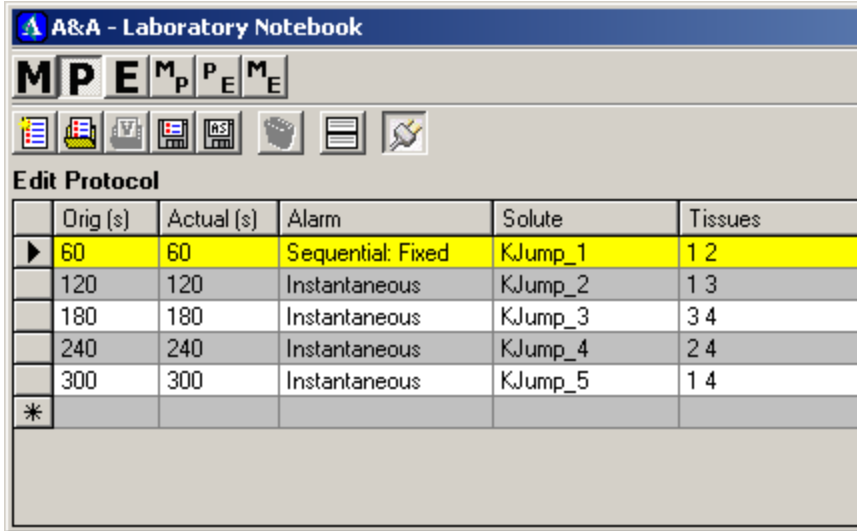 A&A - Laboratory Notebook
M P E MP PE ME
V AS
Edit Protocol
Orig (s) Actual (s) Alarm Solute Tissues
60 60 Sequential: Fixed KJump_1 1 2
120 120 Instantaneous KJump_2 1 3
180 180 Instantaneous KJump_3 3 4
240 240 Instantaneous KJump_4 2 4
300 300 Instantaneous KJump_5 1 4